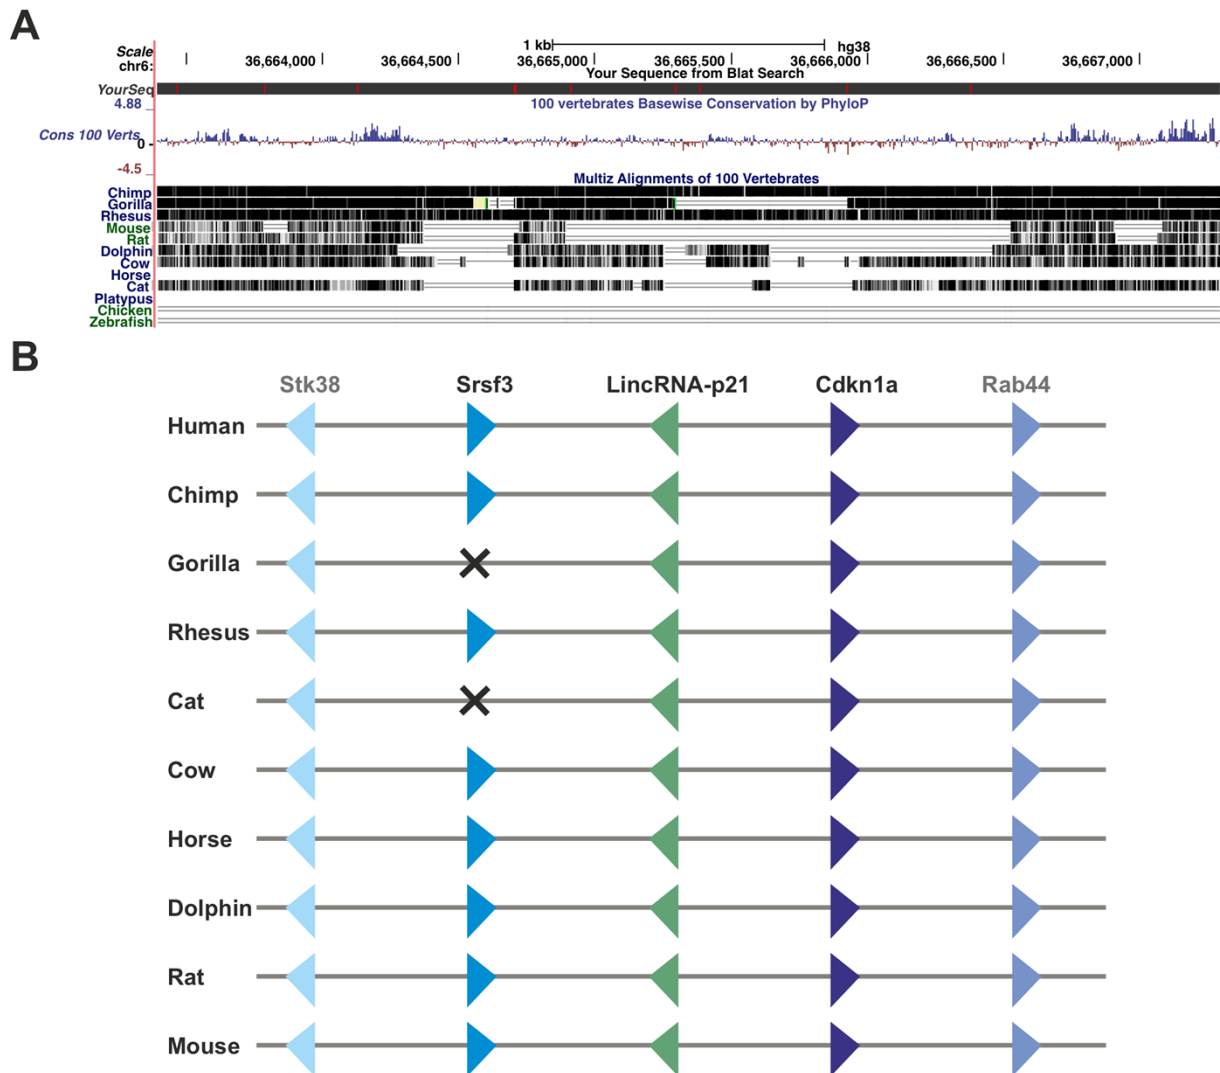 A
Scale
1 kb
hg38
chr6:
36,664,000
36,664,500
36,665,000
36,665,500
36,666,000
36,666,500
36,667,000
Your Sequence from Blat Search
YourSeq
4.88
100 vertebrates Basewise Conservation by PhyloP
Cons 100 Verts
0
-4.5
Multiz Alignments of 100 Vertebrates
Chimp
Gorilla
Rhesus
Mouse
Rat
Dolphin
Cow
Horse
Cat
Platypus
Chicken
Zebrafish
B
Stk38 Srsf3 LincRNA-p21 Cdkn1a Rab44
Human
Chimp
Gorilla
Rhesus
Cat
Cow
Horse
Dolphin
Rat
Mouse